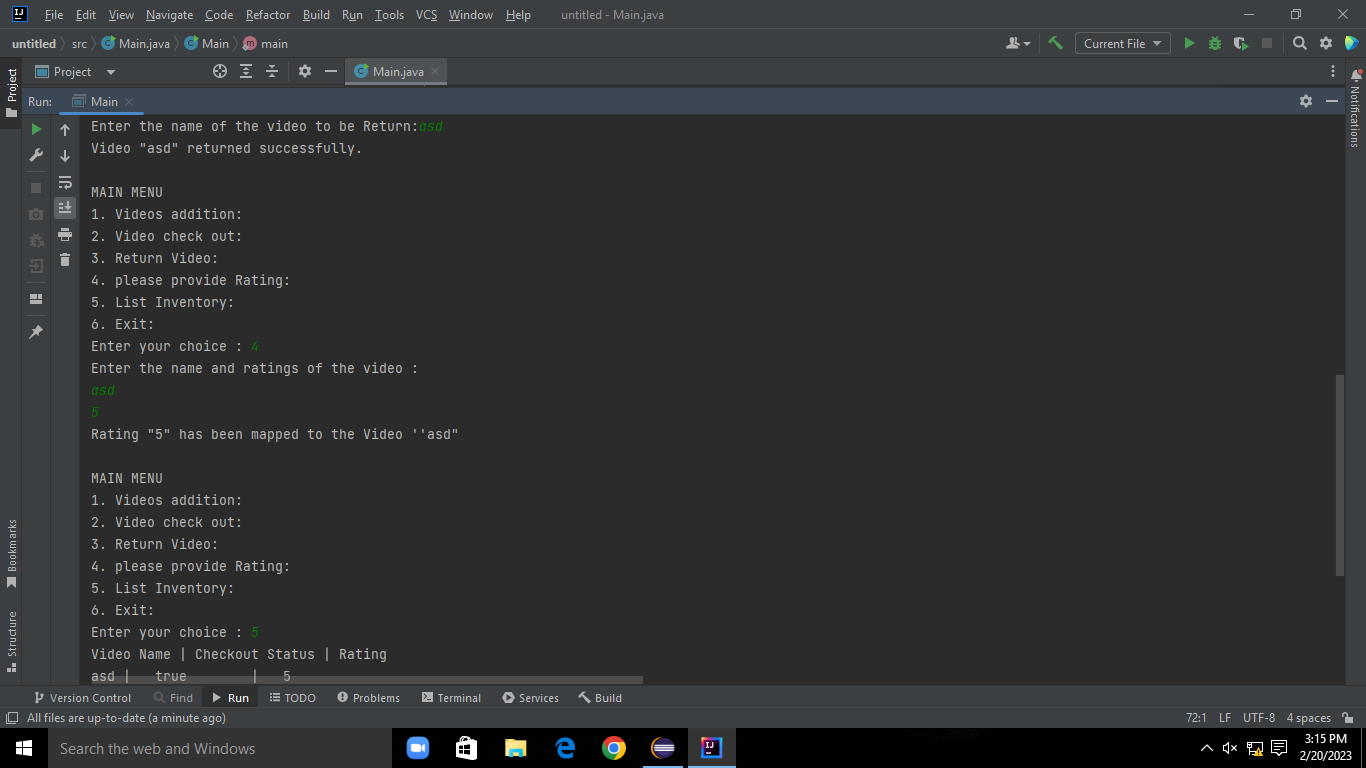 IJ File Edit View Navigate Code Refactor Build Run Tools VCS Window Help untitled - Main.java
untitled src Main.java Main m main Current File
Project Project Main.java
Run: Main
Notifications
Enter the name of the video to be Return:asd
Video "asd" returned successfully.
MAIN MENU
1. Videos addition:
2. Video check out:
3. Return Video:
4. please provide Rating:
5. List Inventory:
6. Exit:
Enter your choice : 4
Enter the name and ratings of the video :
asd
5
Rating "5" has been mapped to the Video ''asd"
MAIN MENU
1. Videos addition:
2. Video check out:
3. Return Video:
4. please provide Rating:
5. List Inventory:
6. Exit:
Enter your choice : 5
Video Name | Checkout Status | Rating
asd | true | 5
Bookmarks
Structure
Version Control Find Run TODO Problems Terminal Services Build
All files are up-to-date (a minute ago) 72:1 LF UTF-8 4 spaces
Search the web and Windows
3:15 PM
2/20/2023